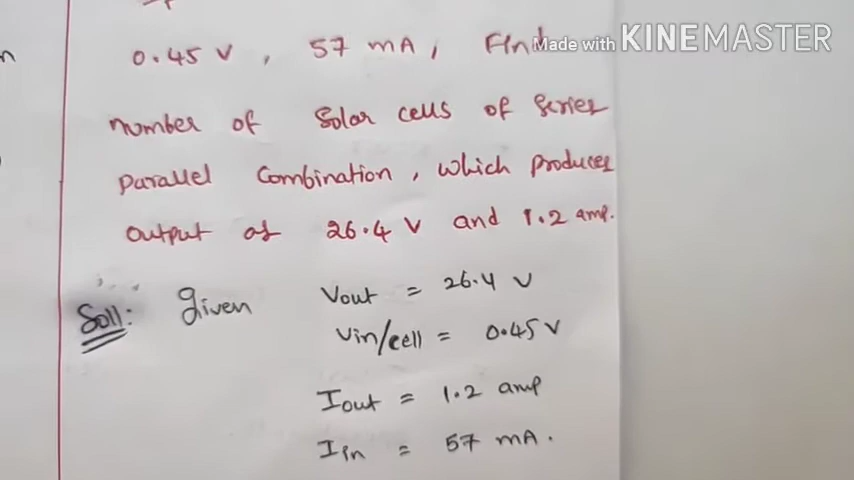 0.45 V, 57 mA, Find
Made with KINEMASTER
number of Solar cells of Series
parallel Combination, which produces
output of 26.4 V and 1.2 amp.
Soll: given Vout = 26.4 V
Vin/cell = 0.45 V
Iout = 1.2 amp
Iin = 57 mA.